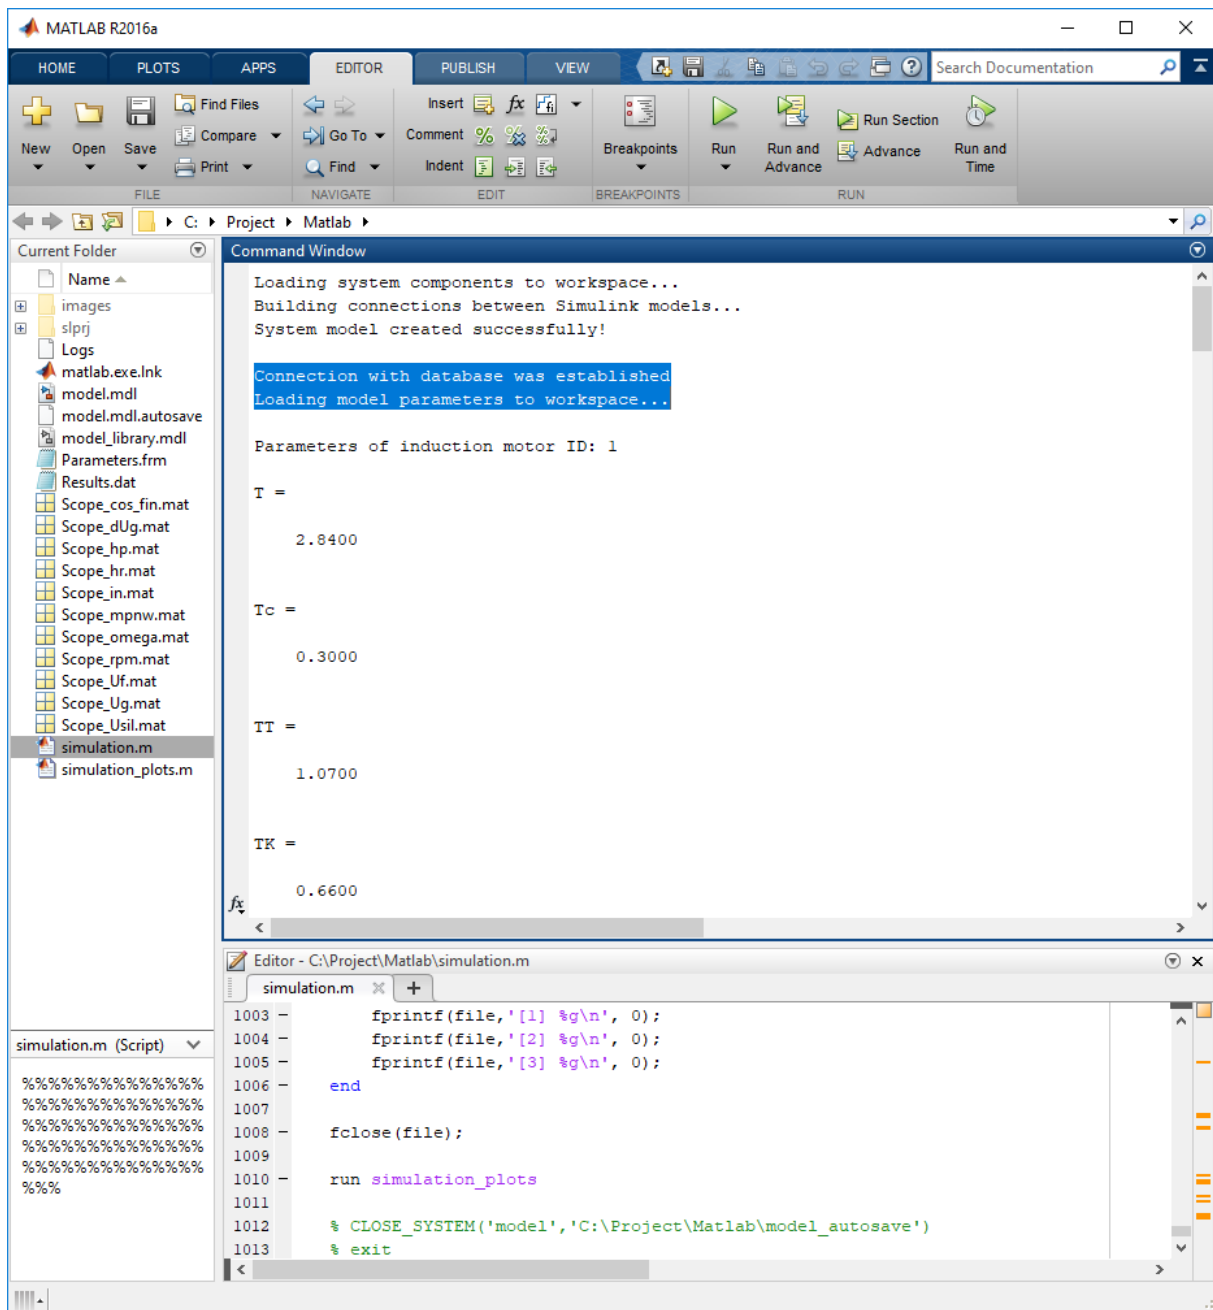 MATLAB R2016a
HOME PLOTS APPS EDITOR PUBLISH VIEW Search Documentation
New Open Save Find Files Compare Print
FILE
Go To Find
NAVIGATE
Insert fx fi
Comment % % %
Indent
EDIT
Breakpoints
BREAKPOINTS
Run Run and Advance Run Section Advance Run and Time
RUN
C: Project Matlab
Current Folder
Name
images
slprj
Logs
matlab.exe.lnk
model.mdl
model.mdl.autosave
model_library.mdl
Parameters.frm
Results.dat
Scope_cos_fin.mat
Scope_dUg.mat
Scope_hp.mat
Scope_hr.mat
Scope_in.mat
Scope_mpnw.mat
Scope_omega.mat
Scope_rpm.mat
Scope_Uf.mat
Scope_Ug.mat
Scope_Usil.mat
simulation.m
simulation_plots.m
simulation.m (Script)
%%%%%%%%%%%%%%
%%%%%%%%%%%%%%
%%%%%%%%%%%%%%
%%%%%%%%%%%%%%
%%%%%%%%%%%%%%
%%%
Command Window
Loading system components to workspace...
Building connections between Simulink models...
System model created successfully!
Connection with database was established
Loading model parameters to workspace...
Parameters of induction motor ID: 1
T =
2.8400
Tc =
0.3000
TT =
1.0700
TK =
0.6600
fx
Editor - C:\Project\Matlab\simulation.m
simulation.m
1003 – fprintf(file,'[1] %g\n', 0);
1004 – fprintf(file,'[2] %g\n', 0);
1005 – fprintf(file,'[3] %g\n', 0);
1006 – end
1007
1008 – fclose(file);
1009
1010 – run simulation_plots
1011
1012 % CLOSE_SYSTEM('model','C:\Project\Matlab\model_autosave')
1013 % exit